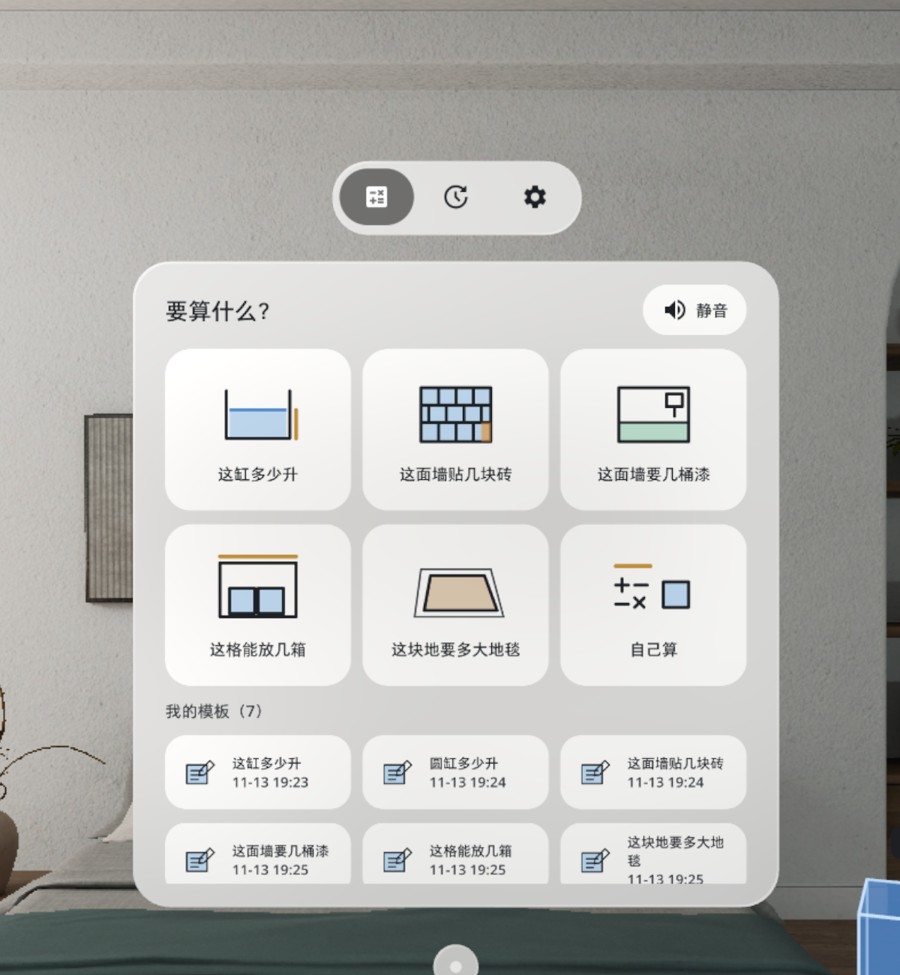 要算什么?
静音
这缸多少升
这面墙贴几块砖
这面墙要几桶漆
这格能放几箱
这块地要多大地毯
自己算
我的模板（7）
这缸多少升
11-13 19:23
圆缸多少升
11-13 19:24
这面墙贴几块砖
11-13 19:24
这面墙要几桶漆
11-13 19:25
这格能放几箱
11-13 19:25
这块地要多大地
毯
11-13 19:25